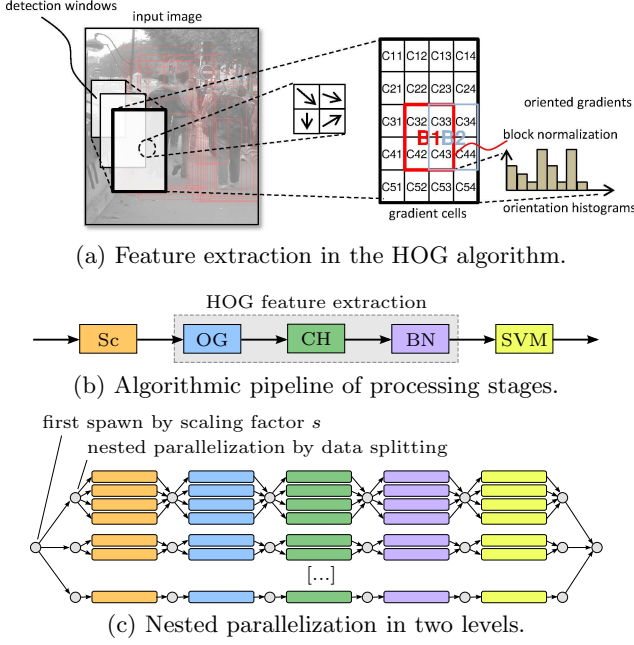 detection windows
input image
C11 C12 C13 C14
C21 C22 C23 C24
C31 C32 C33 C34
B1 B2
C41 C42 C43 C44
C51 C52 C53 C54
gradient cells
oriented gradients
block normalization
orientation histograms
(a) Feature extraction in the HOG algorithm.
HOG feature extraction
Sc OG CH BN SVM
(b) Algorithmic pipeline of processing stages.
first spawn by scaling factor s
nested parallelization by data splitting
[...]
(c) Nested parallelization in two levels.